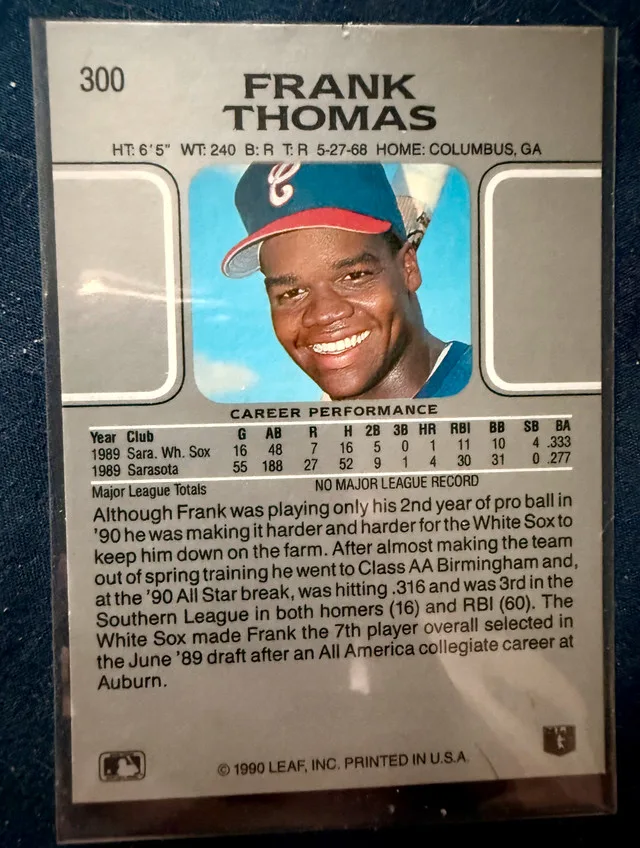 300
FRANK
THOMAS
HT: 6'5" WT: 240 B: R T: R 5-27-68 HOME: COLUMBUS, GA
C
CAREER PERFORMANCE
Year Club G AB R H 2B 3B HR RBI BB SB BA
1989 Sara. Wh. Sox 16 48 7 16 5 0 1 11 10 4 .333
1989 Sarasota 55 188 27 52 9 1 4 30 31 0 .277
Major League Totals NO MAJOR LEAGUE RECORD
Although Frank was playing only his 2nd year of pro ball in
'90 he was making it harder and harder for the White Sox to
keep him down on the farm. After almost making the team
out of spring training he went to Class AA Birmingham and,
at the '90 All Star break, was hitting .316 and was 3rd in the
Southern League in both homers (16) and RBI (60). The
White Sox made Frank the 7th player overall selected in
the June '89 draft after an All America collegiate career at
Auburn.
© 1990 LEAF, INC. PRINTED IN U.S.A.